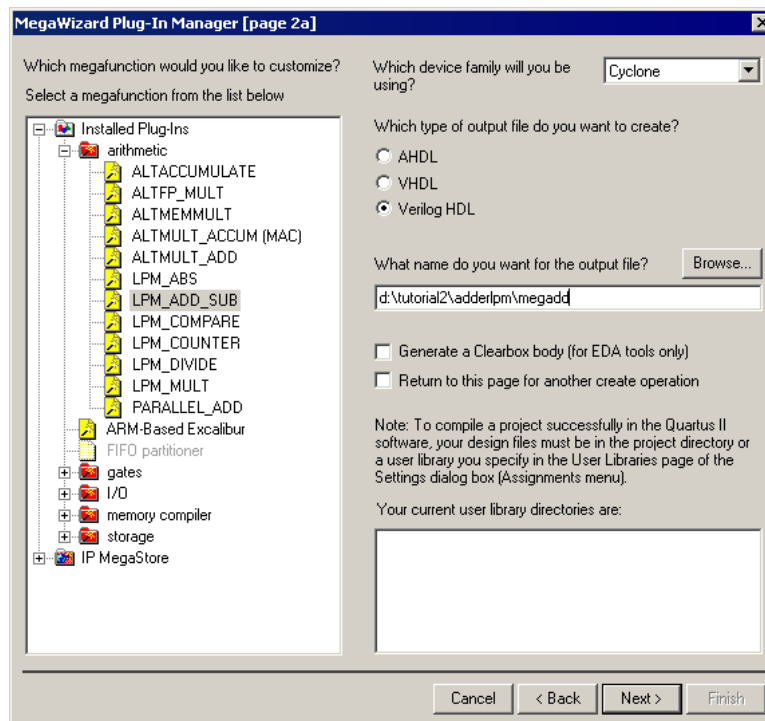 MegaWizard Plug-In Manager [page 2a]
Which megafunction would you like to customize?
Select a megafunction from the list below
Installed Plug-Ins
arithmetic
ALTACCUMULATE
ALTFP_MULT
ALTMEMMULT
ALTMULT_ACCUM (MAC)
ALTMULT_ADD
LPM_ABS
LPM_ADD_SUB
LPM_COMPARE
LPM_COUNTER
LPM_DIVIDE
LPM_MULT
PARALLEL_ADD
ARM-Based Excalibur
FIFO partitioner
gates
I/O
memory compiler
storage
IP MegaStore
Which device family will you be
using?
Cyclone
Which type of output file do you want to create?
AHDL
VHDL
Verilog HDL
What name do you want for the output file?
Browse...
d:\tutorial2\adderlpm\megadd
Generate a Clearbox body (for EDA tools only)
Return to this page for another create operation
Note: To compile a project successfully in the Quartus II
software, your design files must be in the project directory or
a user library you specify in the User Libraries page of the
Settings dialog box (Assignments menu).
Your current user library directories are:
Cancel
< Back
Next >
Finish